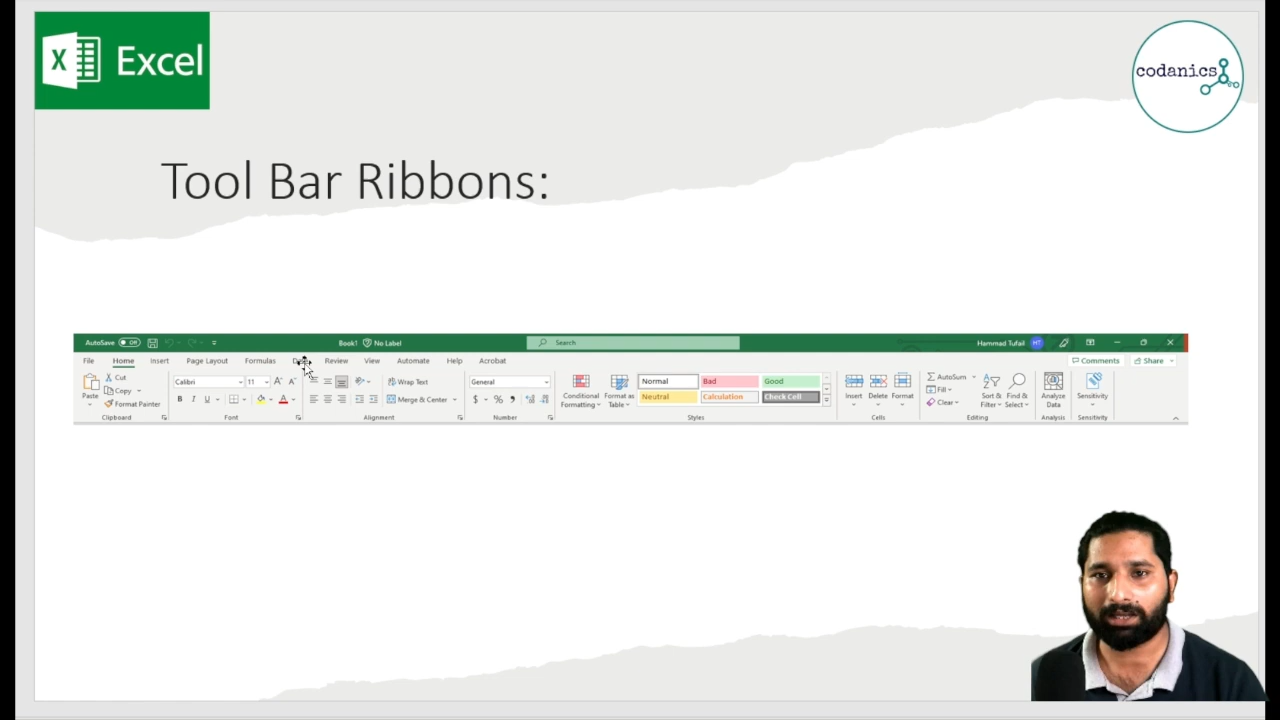 X Excel
codanics
Tool Bar Ribbons:
AutoSave Off Book1 No Label Search Hammad Tufail HT
File Home Insert Page Layout Formulas Review View Automate Help Acrobat Comments Share
Paste Cut Copy Format Painter Clipboard
Calibri 11 B I U A Font
Wrap Text Merge & Center Alignment
General $ % Number
Conditional Formatting Format as Table Normal Bad Good Neutral Calculation Check Cell Styles
Insert Delete Format Cells
AutoSum Fill Clear Sort & Filter Find & Select Editing
Analyze Data Analysis
Sensitivity Sensitivity